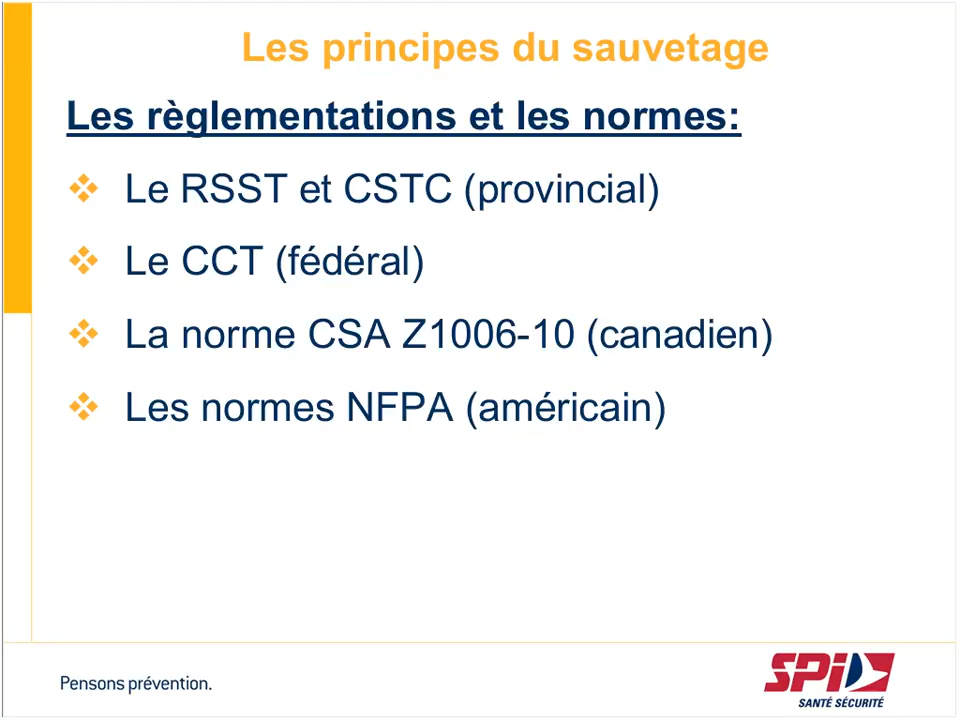 Les principes du sauvetage
Les règlementations et les normes:
Le RSST et CSTC (provincial)
Le CCT (fédéral)
La norme CSA Z1006-10 (canadien)
Les normes NFPA (américain)
Pensons prévention.
SPI
SANTÉ SÉCURITÉ